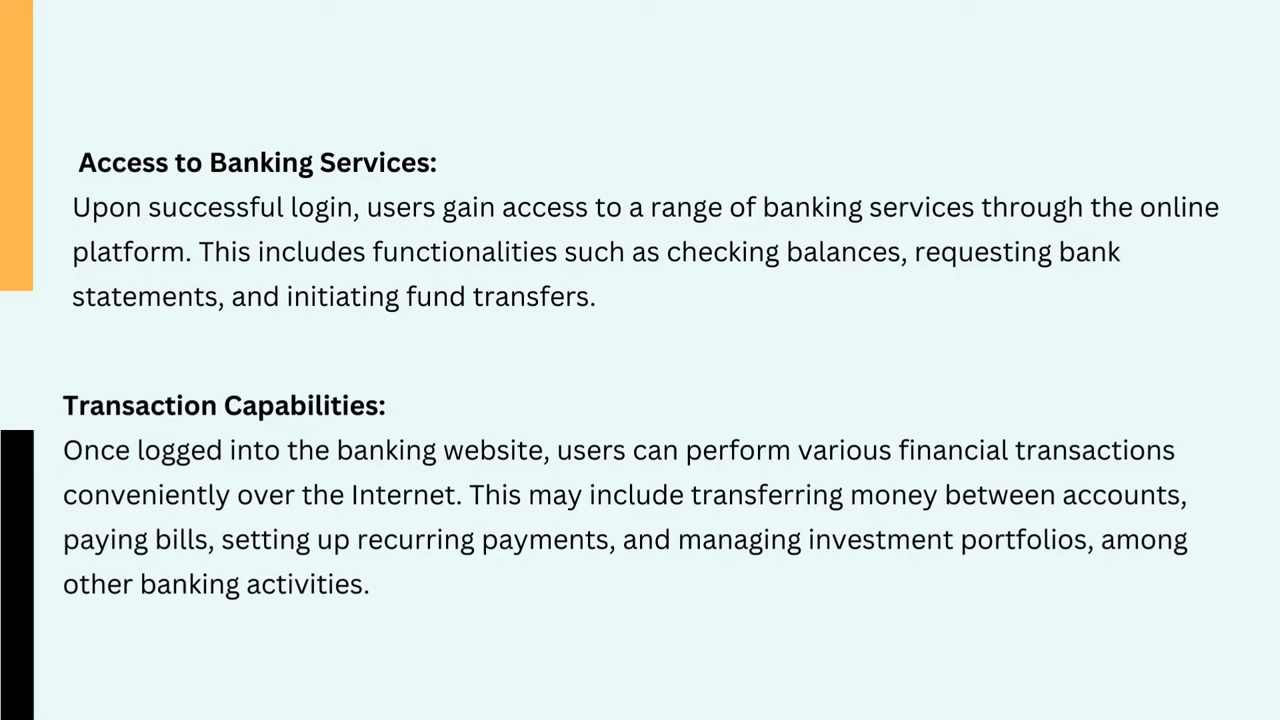 Access to Banking Services:
Upon successful login, users gain access to a range of banking services through the online
platform. This includes functionalities such as checking balances, requesting bank
statements, and initiating fund transfers.
Transaction Capabilities:
Once logged into the banking website, users can perform various financial transactions
conveniently over the Internet. This may include transferring money between accounts,
paying bills, setting up recurring payments, and managing investment portfolios, among
other banking activities.